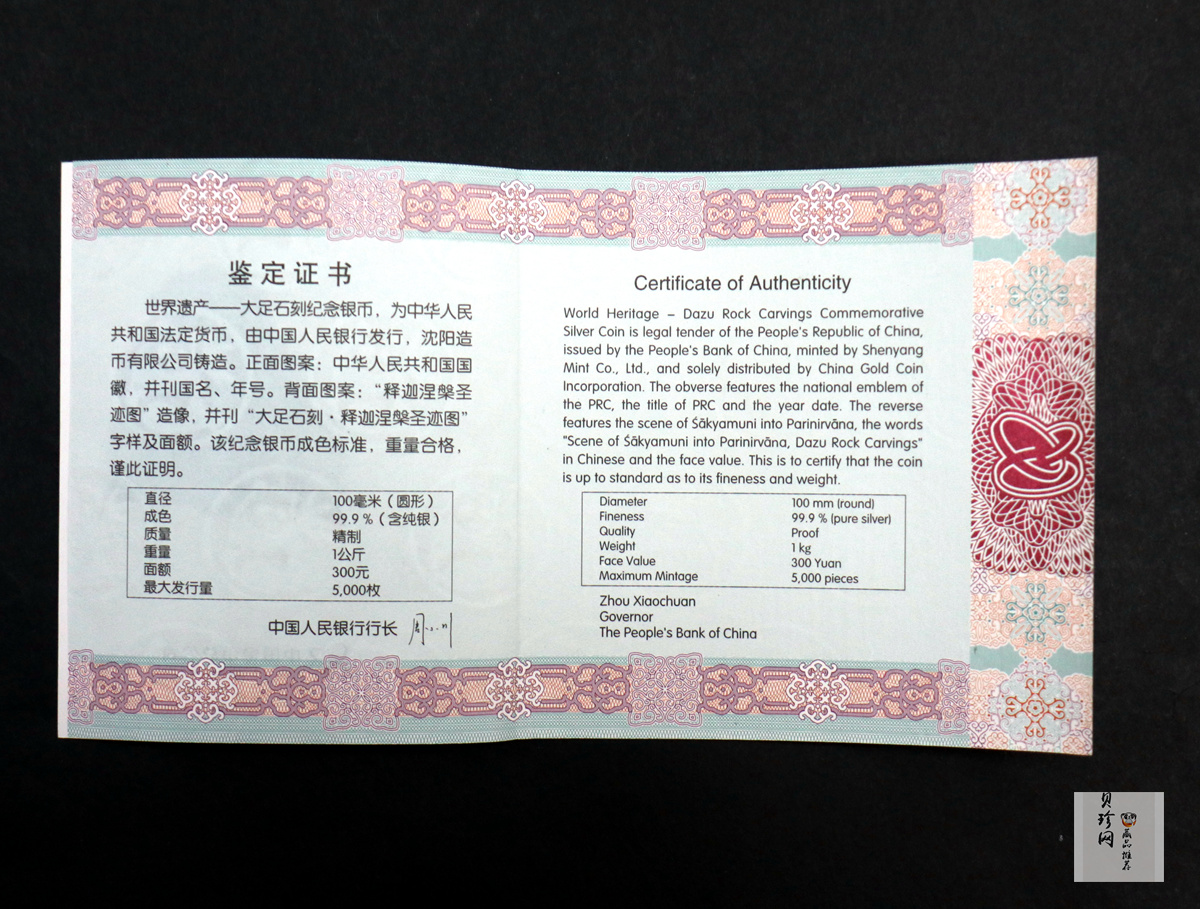 鉴定证书
世界遗产——大足石刻纪念银币，为中华人民
共和国法定货币，由中国人民银行发行，沈阳造
币有限公司铸造。正面图案：中华人民共和国国
徽，并刊国名、年号。背面图案：“释迦涅槃圣
迹图”造像，并刊“大足石刻·释迦涅槃圣迹图”
字样及面额。该纪念银币成色标准，重量合格，
谨此证明。
直径 100毫米（圆形）
成色 99.9％（含纯银）
质量 精制
重量 1公斤
面额 300元
最大发行量 5,000枚
中国人民银行行长
Certificate of Authenticity
World Heritage – Dazu Rock Carvings Commemorative
Silver Coin is legal tender of the People's Republic of China,
issued by the People's Bank of China, minted by Shenyang
Mint Co., Ltd., and solely distributed by China Gold Coin
Incorporation. The obverse features the national emblem of
the PRC, the title of PRC and the year date. The reverse
features the scene of Śākyamuni into Parinirvāna, the words
"Scene of Śākyamuni into Parinirvāna, Dazu Rock Carvings"
in Chinese and the face value. This is to certify that the coin
is up to standard as to its fineness and weight.
Diameter 100 mm (round)
Fineness 99.9 % (pure silver)
Quality Proof
Weight 1 kg
Face Value 300 Yuan
Maximum Mintage 5,000 pieces
Zhou Xiaochuan
Governor
The People's Bank of China
贝珍网
藏品推荐